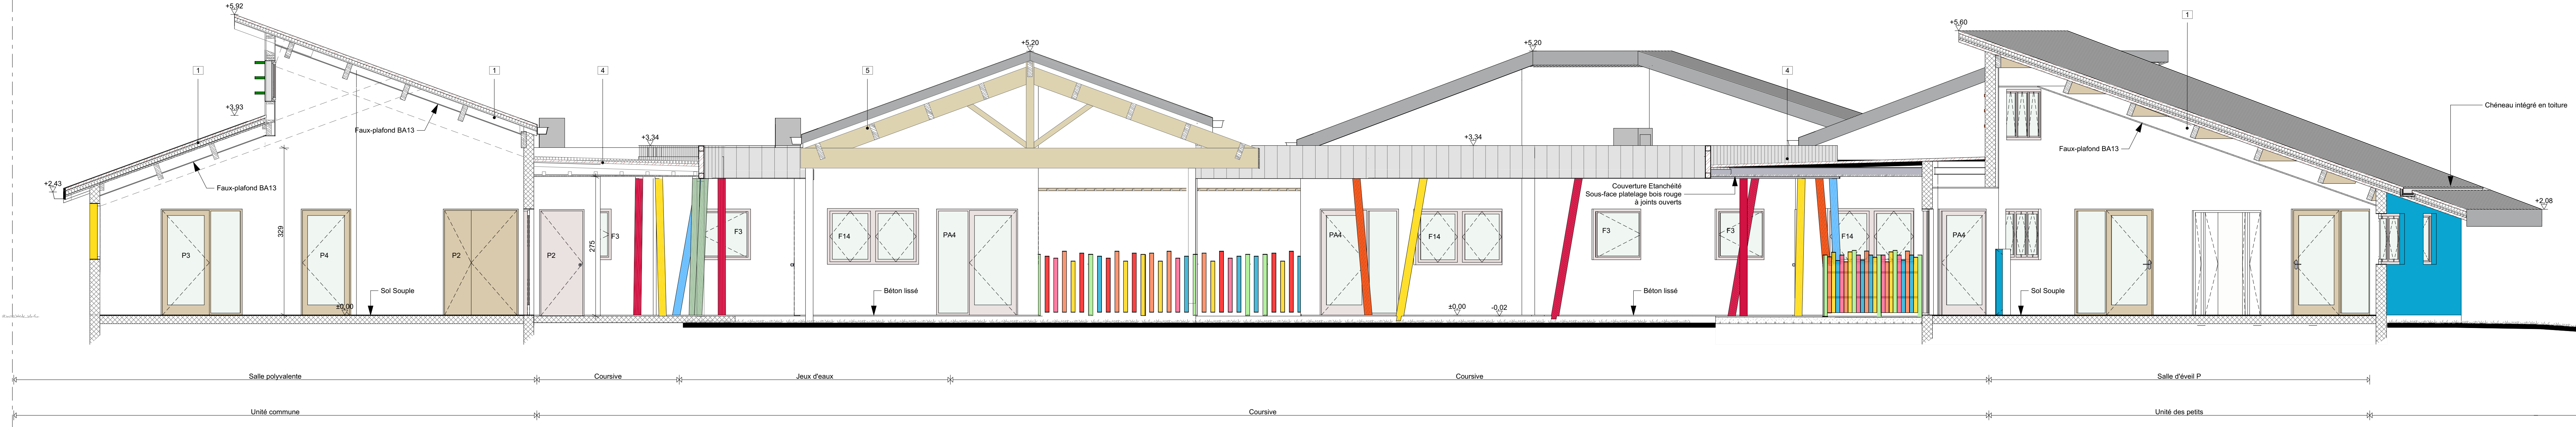 +5,92
1
+5,60
+5,20
+5,20
1
1
4
5
4
+3,93
Faux-plafond BA13
Chéneau intégré en toiture
+3,34
+3,34
Faux-plafond BA13
+2,43
Faux-plafond BA13
Couverture Etanchéité
Sous-face platelage bois rouge
à joints ouverts
+2,08
329
275
P3
P4
P2
P2
F3
F3
F14
PA4
PA4
F14
F3
F3
F14
PA4
±0,00
Sol Souple
Béton lissé
±0,00
-0,02
Béton lissé
Sol Souple
Salle polyvalente
Coursive
Jeux d'eaux
Coursive
Salle d'éveil P
Unité commune
Coursive
Unité des petits